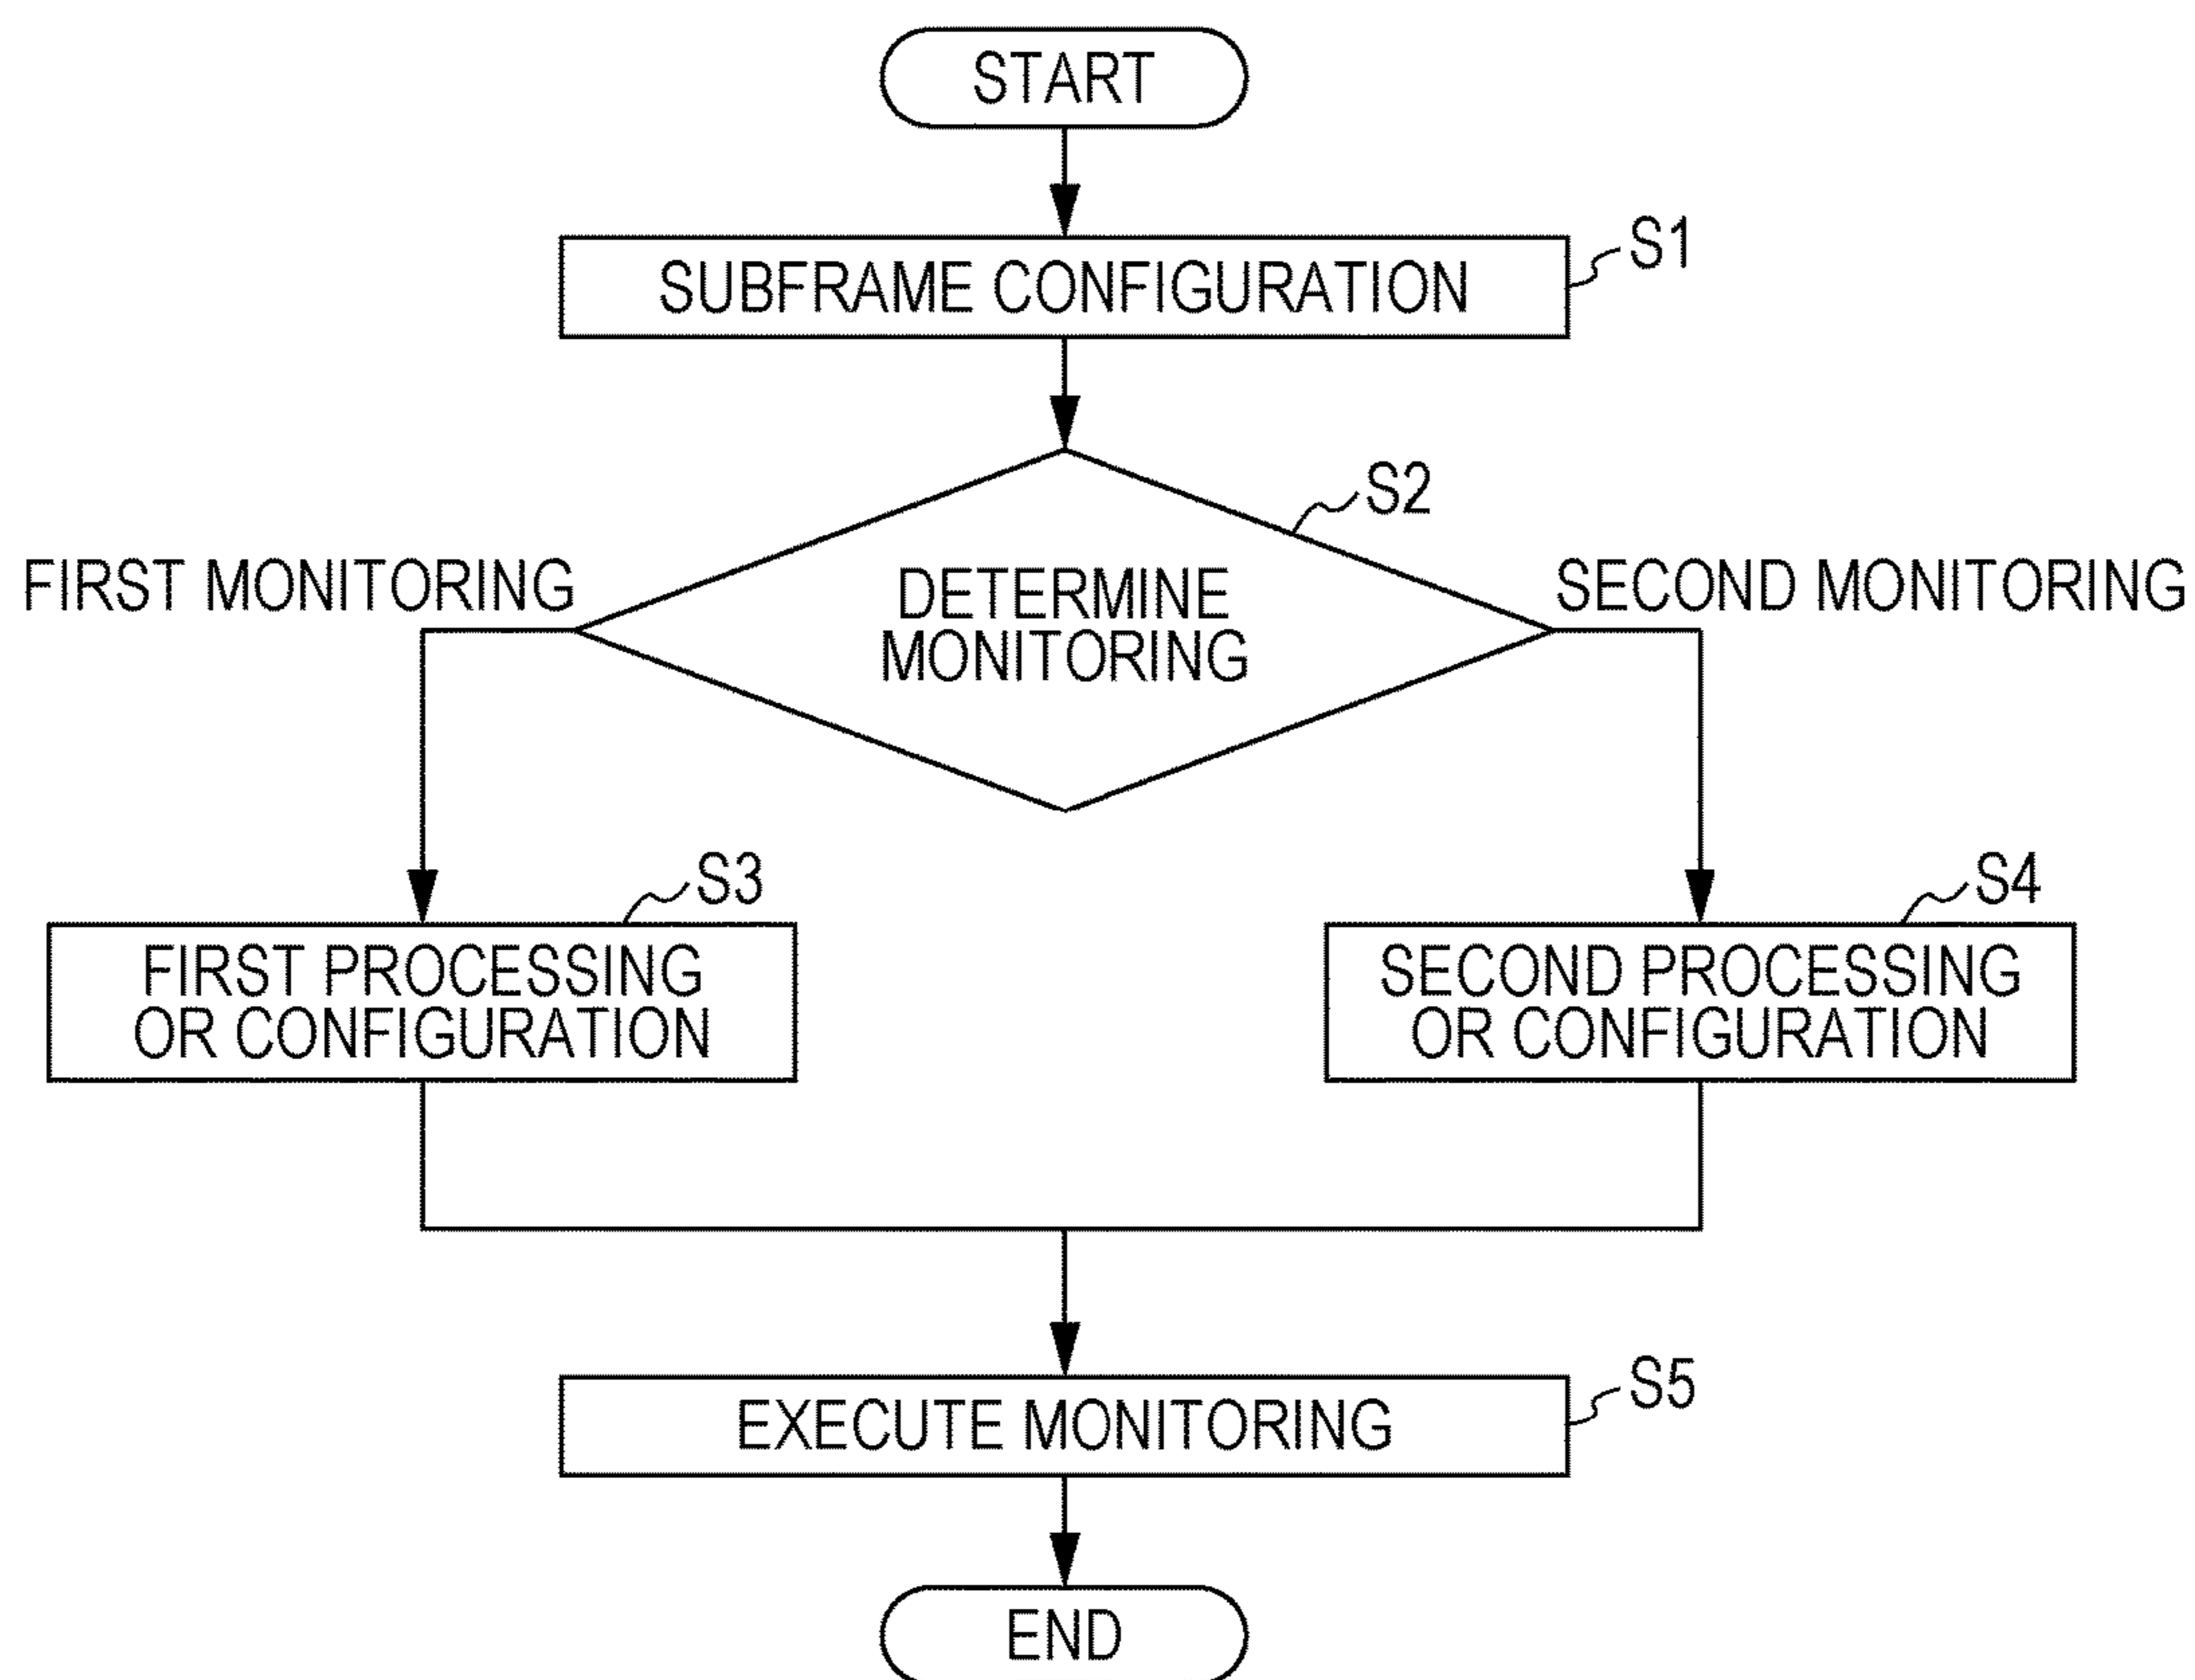 START
SUBFRAME CONFIGURATION
S1
S2
FIRST MONITORING
DETERMINE
MONITORING
SECOND MONITORING
S3
S4
FIRST PROCESSING
OR CONFIGURATION
SECOND PROCESSING
OR CONFIGURATION
EXECUTE MONITORING
S5
END